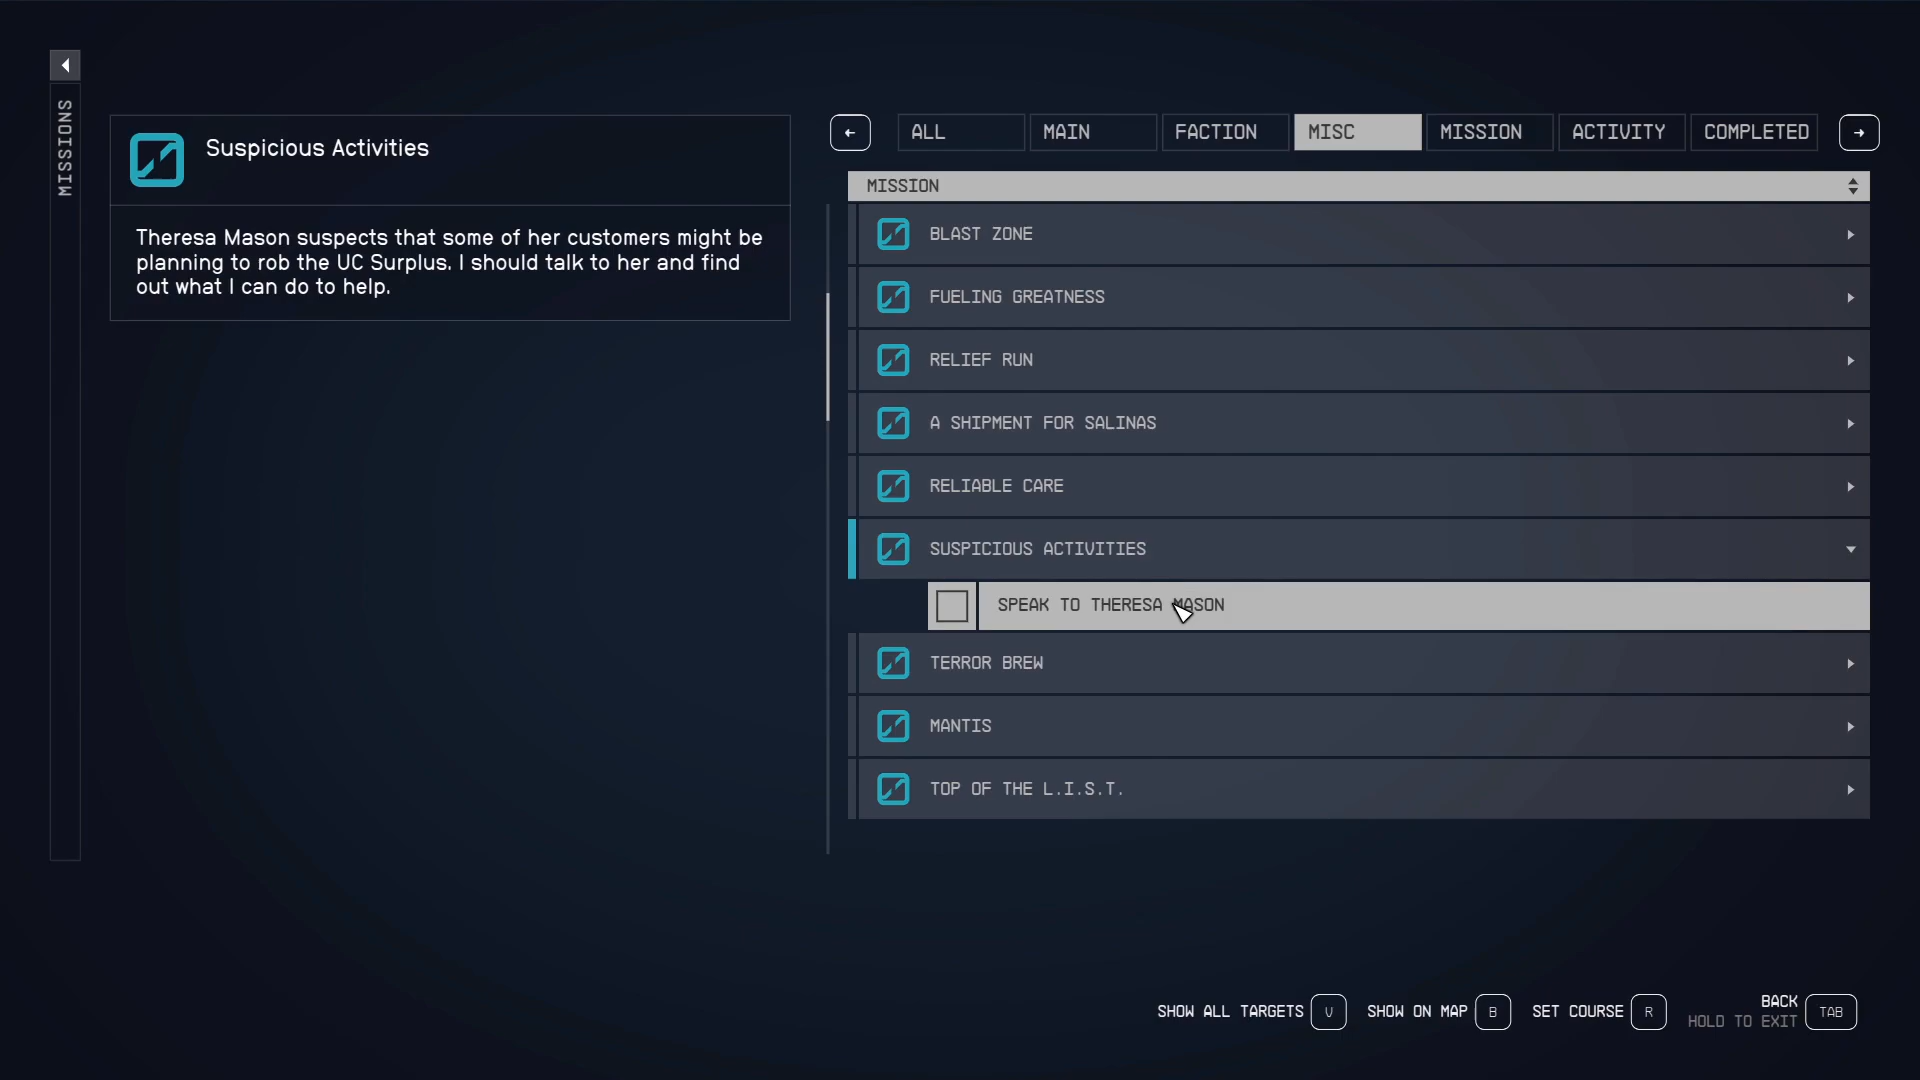 MISSIONS
Suspicious Activities
Theresa Mason suspects that some of her customers might be
planning to rob the UC Surplus. I should talk to her and find
out what I can do to help.
ALL MAIN FACTION MISC MISSION ACTIVITY COMPLETED
MISSION
BLAST ZONE
FUELING GREATNESS
RELIEF RUN
A SHIPMENT FOR SALINAS
RELIABLE CARE
SUSPICIOUS ACTIVITIES
SPEAK TO THERESA MASON
TERROR BREW
MANTIS
TOP OF THE L.I.S.T.
SHOW ALL TARGETS V SHOW ON MAP B SET COURSE R BACK TAB
HOLD TO EXIT